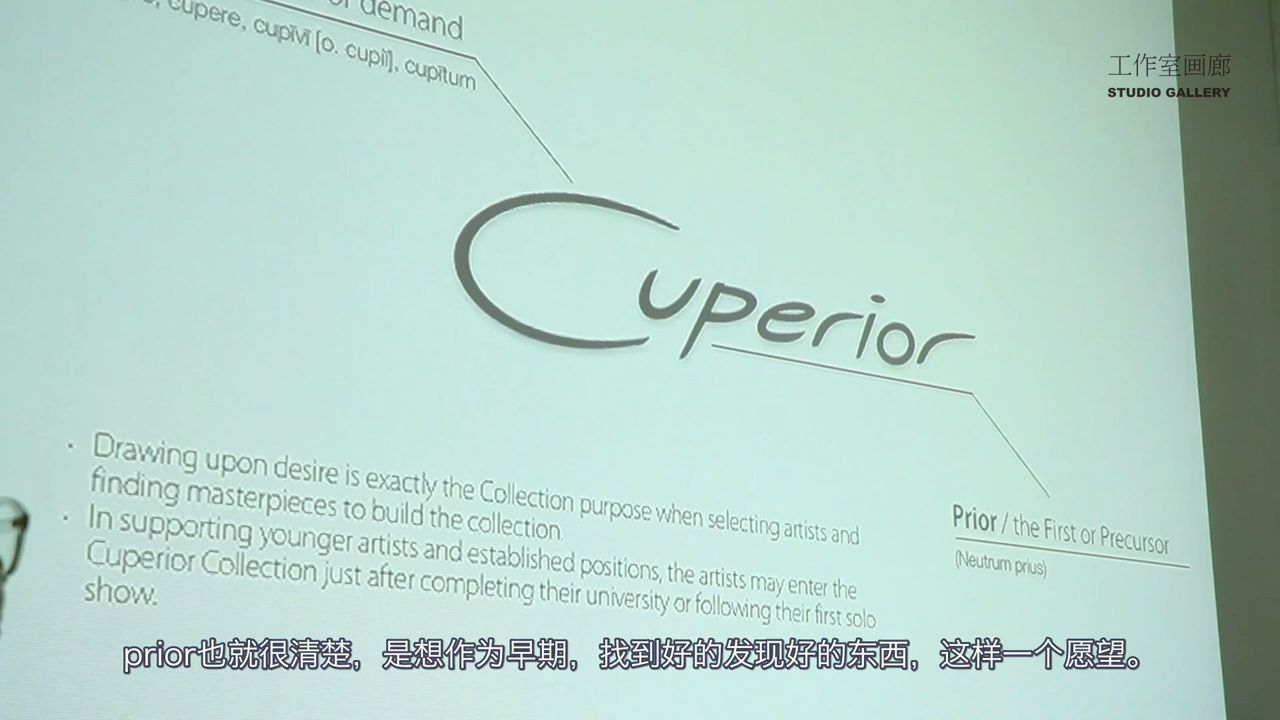 demand
cupere, cupīvī [o. cupiī], cupītum
工作室画廊
STUDIO GALLERY
Cuperior
· Drawing upon desire is exactly the Collection purpose when selecting artists and
finding masterpieces to build the collection.
· In supporting younger artists and established positions, the artists may enter the
Cuperior Collection just after completing their university or following their first solo
show.
Prior / the First or Precursor
(Neutrum prius)
prior也就很清楚，是想作为早期，找到好的发现好的东西，这样一个愿望。